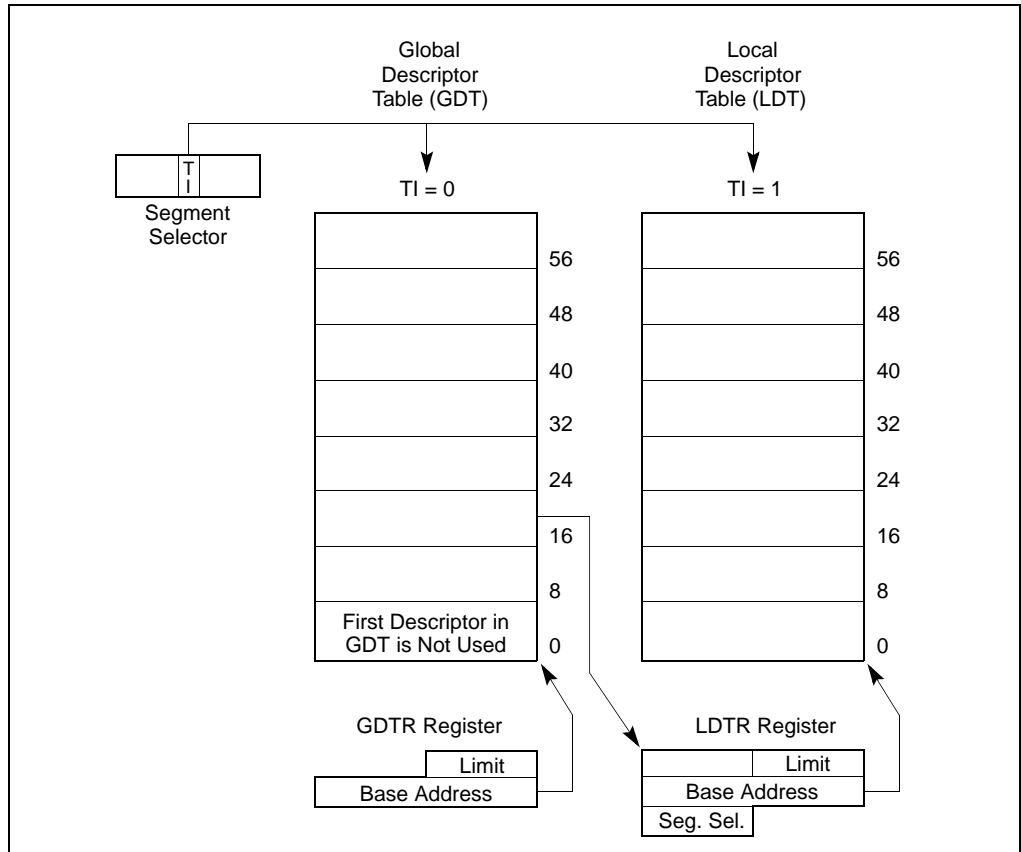 Global
Descriptor
Table (GDT)
Local
Descriptor
Table (LDT)
T
I
Segment
Selector
TI = 0
TI = 1
56
48
40
32
24
16
8
0
First Descriptor in
GDT is Not Used
56
48
40
32
24
16
8
0
GDTR Register
Limit
Base Address
LDTR Register
Limit
Base Address
Seg. Sel.